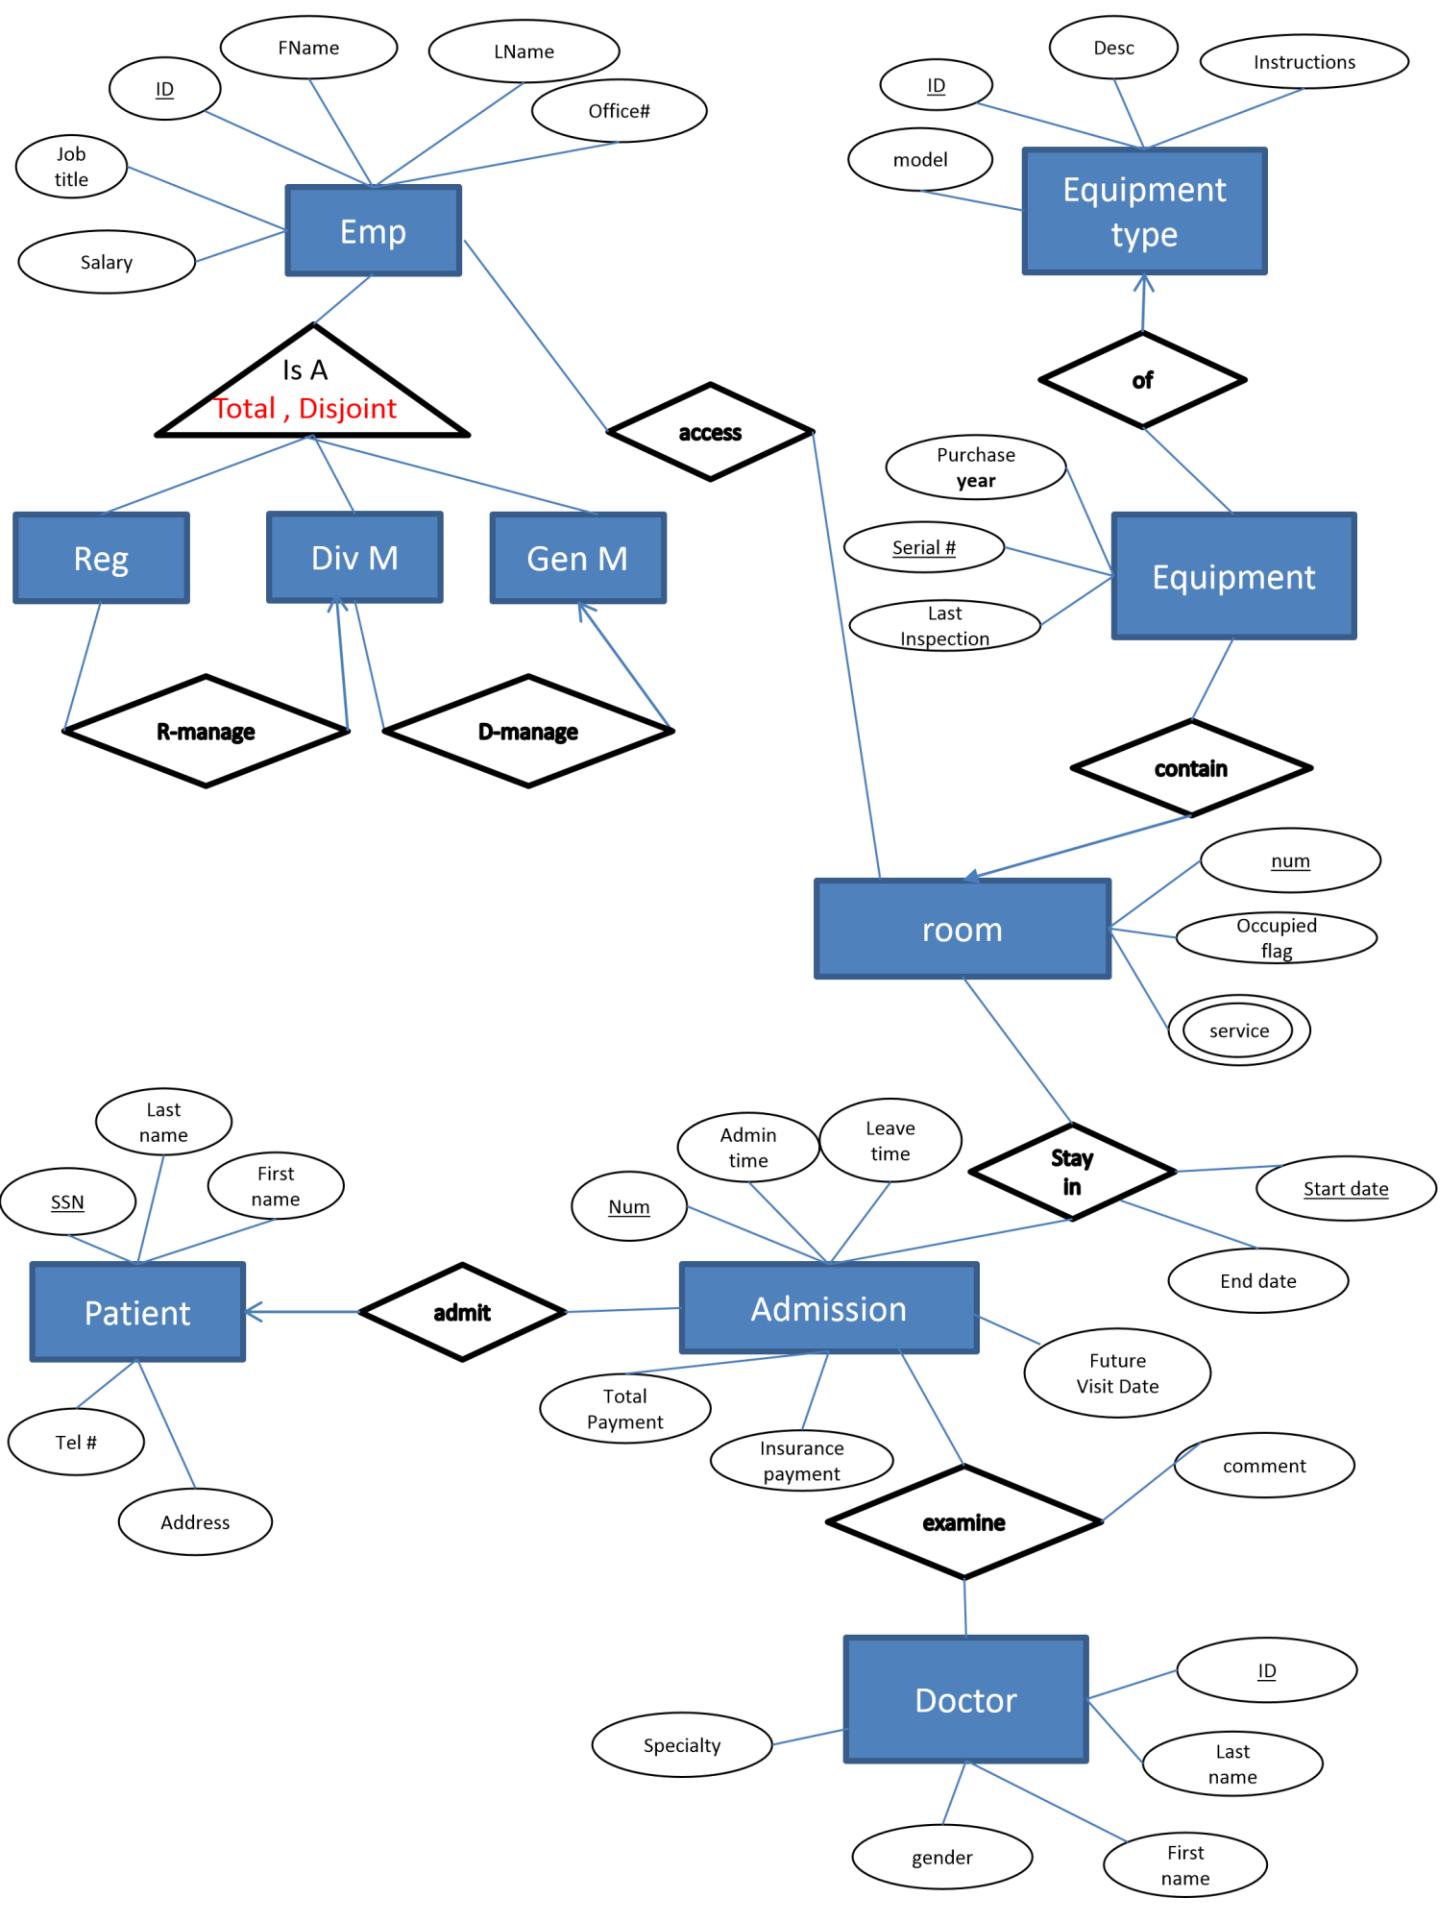 FName
LName
ID
Office#
Job
title
Salary
Emp
Desc
Instructions
ID
model
Equipment
type
of
Is A
Total , Disjoint
access
Purchase
year
Serial #
Last
Inspection
Equipment
Reg
Div M
Gen M
R-manage
D-manage
contain
num
Occupied
flag
service
room
Last
name
First
name
SSN
Patient
Tel #
Address
admit
Admin
time
Leave
time
Num
Stay
in
Start date
End date
Admission
Future
Visit Date
Total
Payment
Insurance
payment
comment
examine
Doctor
ID
Last
name
Specialty
gender
First
name